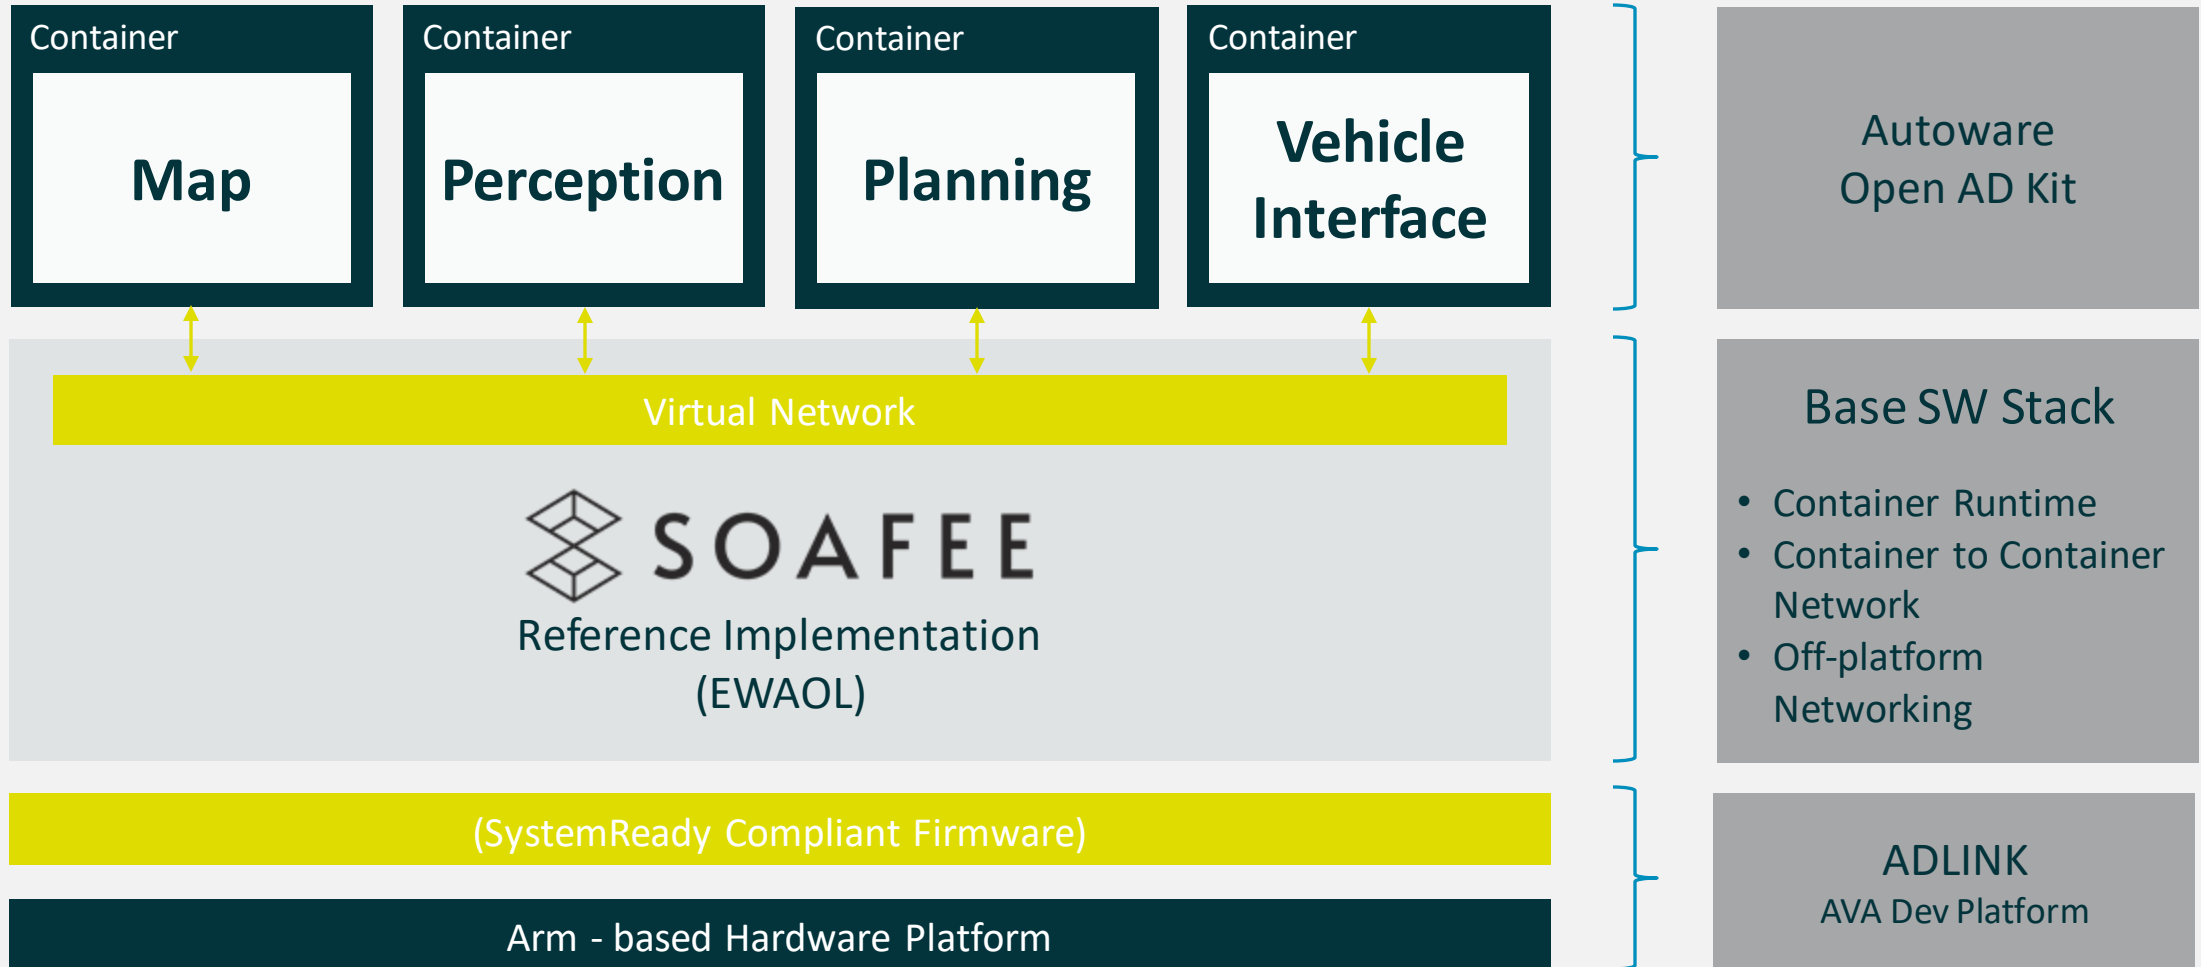 Container
Map
Container
Perception
Container
Planning
Container
Vehicle
Interface
Autoware
Open AD Kit
Virtual Network
SOAFEE
Reference Implementation
(EWAOL)
Base SW Stack
• Container Runtime
• Container to Container
Network
• Off-platform
Networking
(SystemReady Compliant Firmware)
Arm - based Hardware Platform
ADLINK
AVA Dev Platform